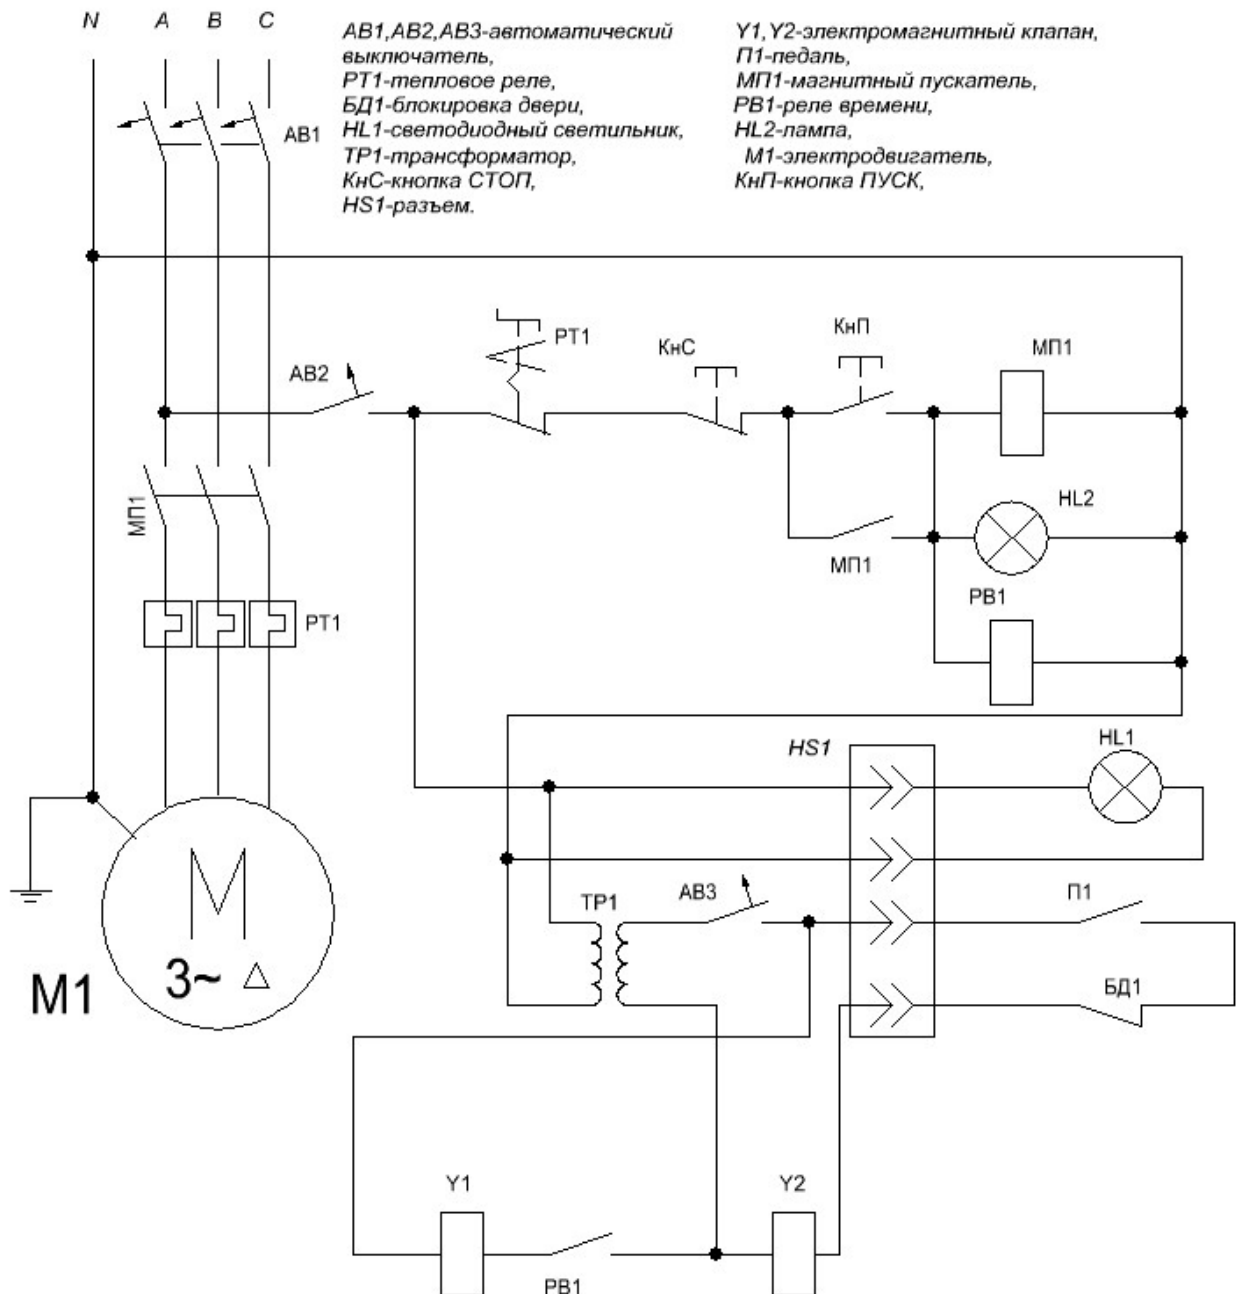 N A B C
АВ1,АВ2,АВ3-автоматический
выключатель,
РТ1-тепловое реле,
БД1-блокировка двери,
HL1-светодиодный светильник,
ТР1-трансформатор,
КнС-кнопка СТОП,
HS1-разъем.
Y1,Y2-электромагнитный клапан,
П1-педаль,
МП1-магнитный пускатель,
РВ1-реле времени,
HL2-лампа,
М1-электродвигатель,
КнП-кнопка ПУСК,
АВ1
АВ2
РТ1
КнС
КнП
МП1
МП1
HL2
МП1
РВ1
РТ1
HS1
HL1
ТР1
АВ3
П1
БД1
М
3~ △
М1
Y1
Y2
РВ1